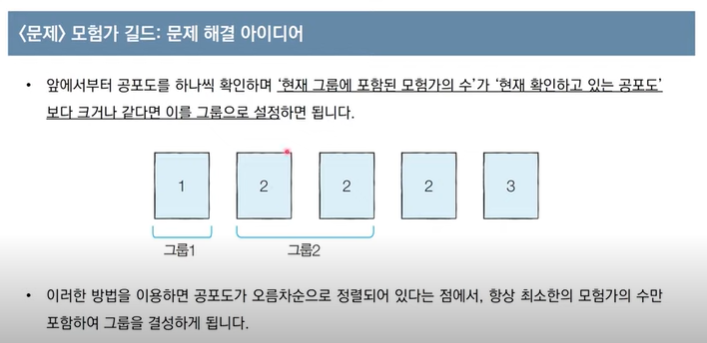 <문제> 모험가 길드: 문제 해결 아이디어
• 앞에서부터 공포도를 하나씩 확인하며 ‘현재 그룹에 포함된 모험가의 수’가 ‘현재 확인하고 있는 공포도’
보다 크거나 같다면 이를 그룹으로 설정하면 됩니다.
1 2 2 2 3
그룹1 그룹2
• 이러한 방법을 이용하면 공포도가 오름차순으로 정렬되어 있다는 점에서, 항상 최소한의 모험가의 수만
포함하여 그룹을 결성하게 됩니다.